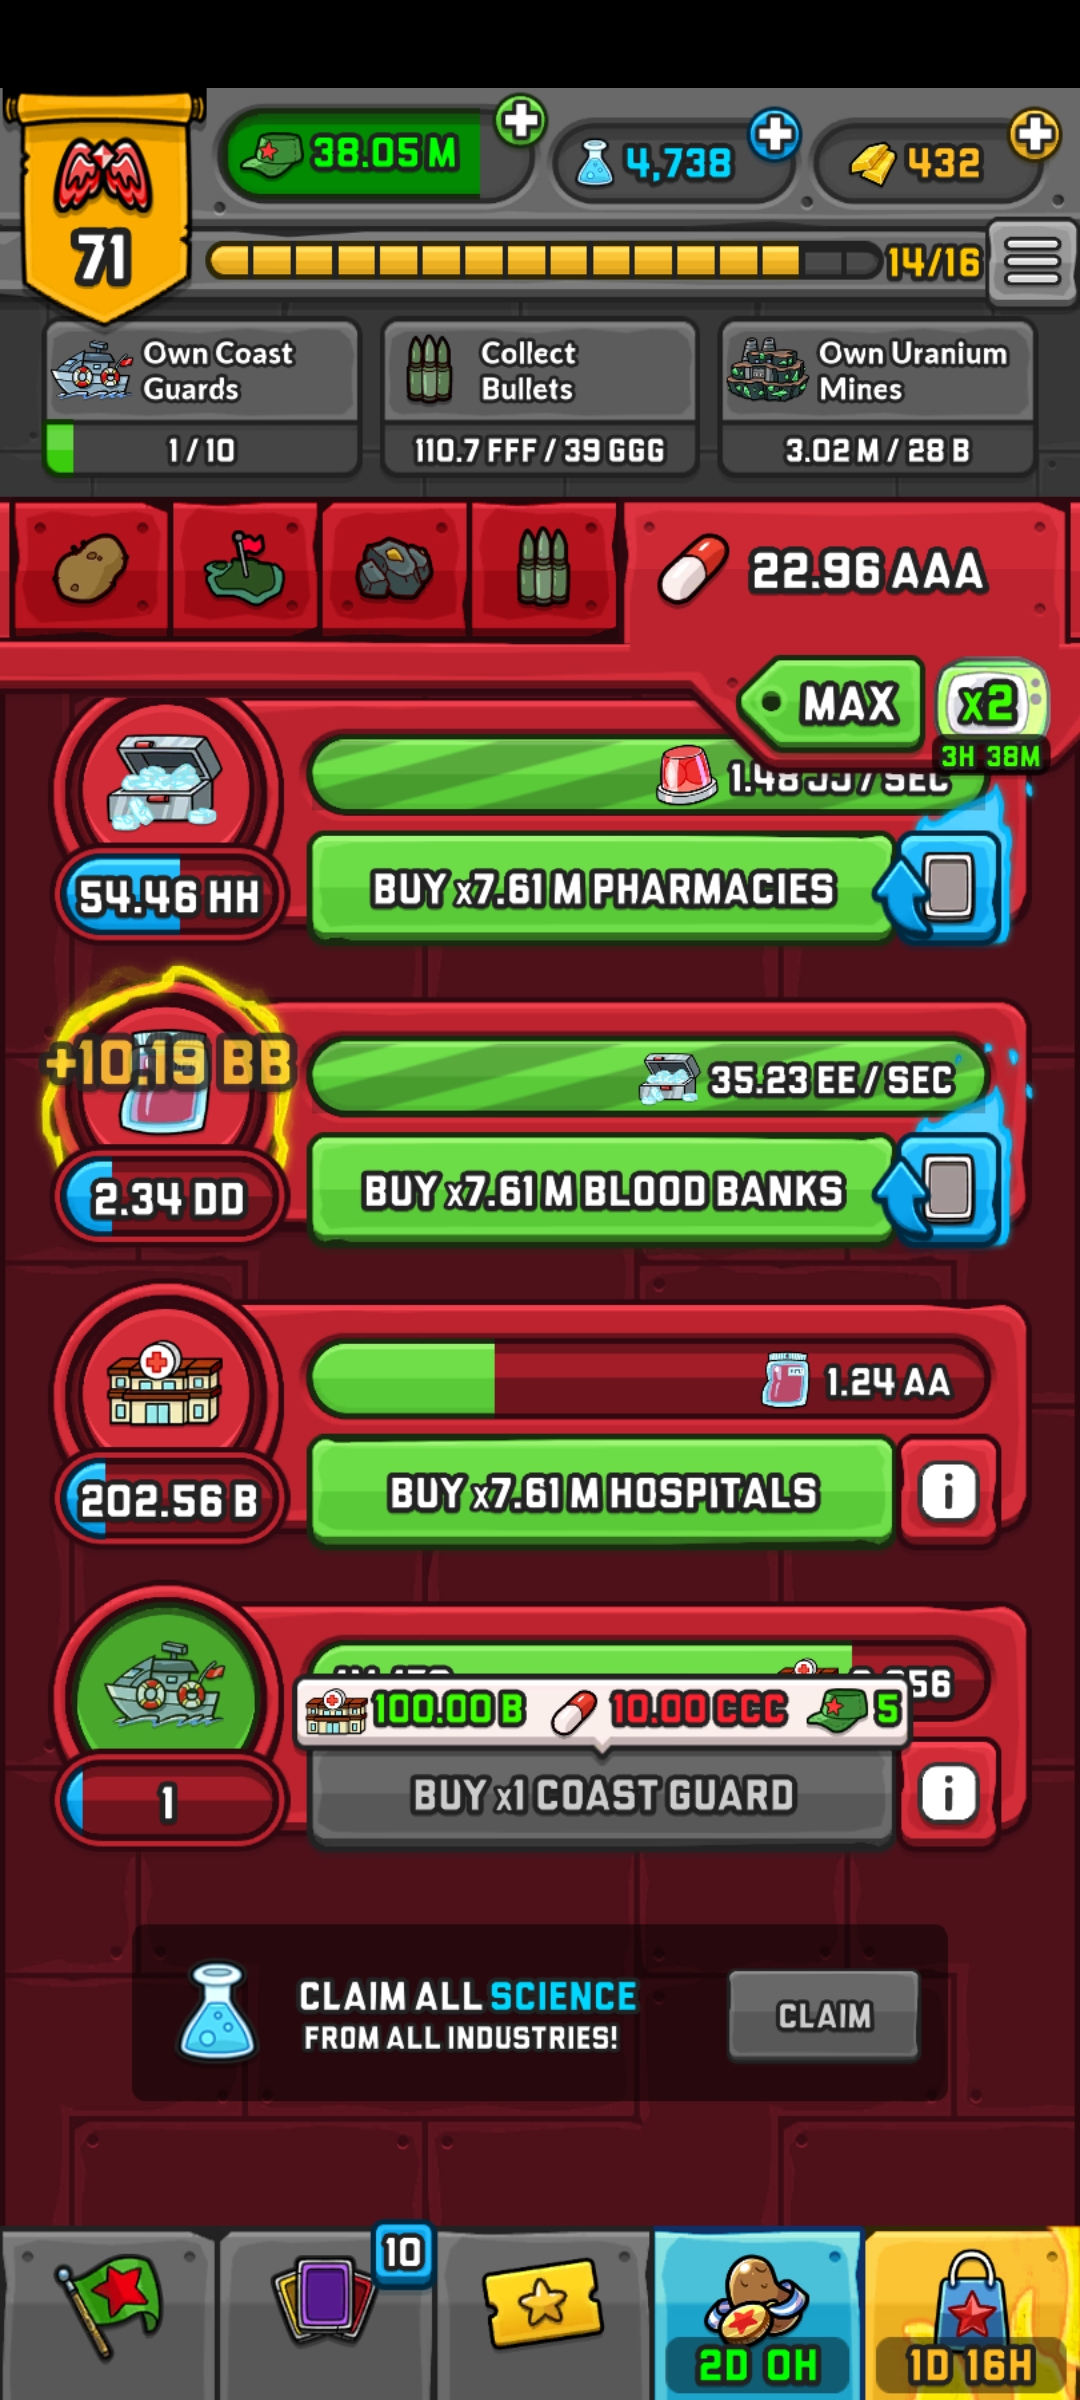 38.05 M
4,738
432
71
14/16
Own Coast Guards
Collect Bullets
Own Uranium Mines
1 / 10
110.7 FFF / 39 GGG
3.02 M / 28 B
22.96 AAA
MAX
x2
3H 38M
1.48 JJ / SEC
54.46 HH
BUY x7.61 M PHARMACIES
+10.19 BB
35.23 EE / SEC
2.34 DD
BUY x7.61 M BLOOD BANKS
1.24 AA
202.56 B
BUY x7.61 M HOSPITALS
100.00 B
10.00 CCC
5
1
BUY x1 COAST GUARD
CLAIM ALL SCIENCE
FROM ALL INDUSTRIES!
CLAIM
10
2D 0H
1D 16H